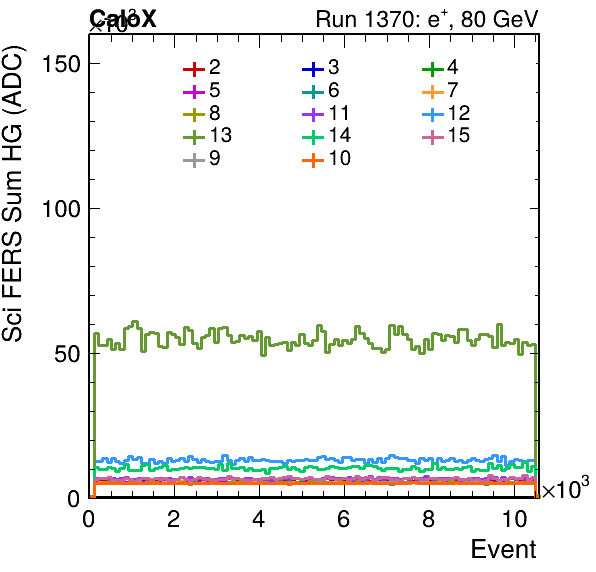 CaloX Run 1370: e⁺, 80 GeV
×10³
Sci FERS Sum HG (ADC)
150
100
50
0
2 3 4
5 6 7
8 11 12
13 14 15
9 10
0 2 4 6 8 10 ×10³
Event